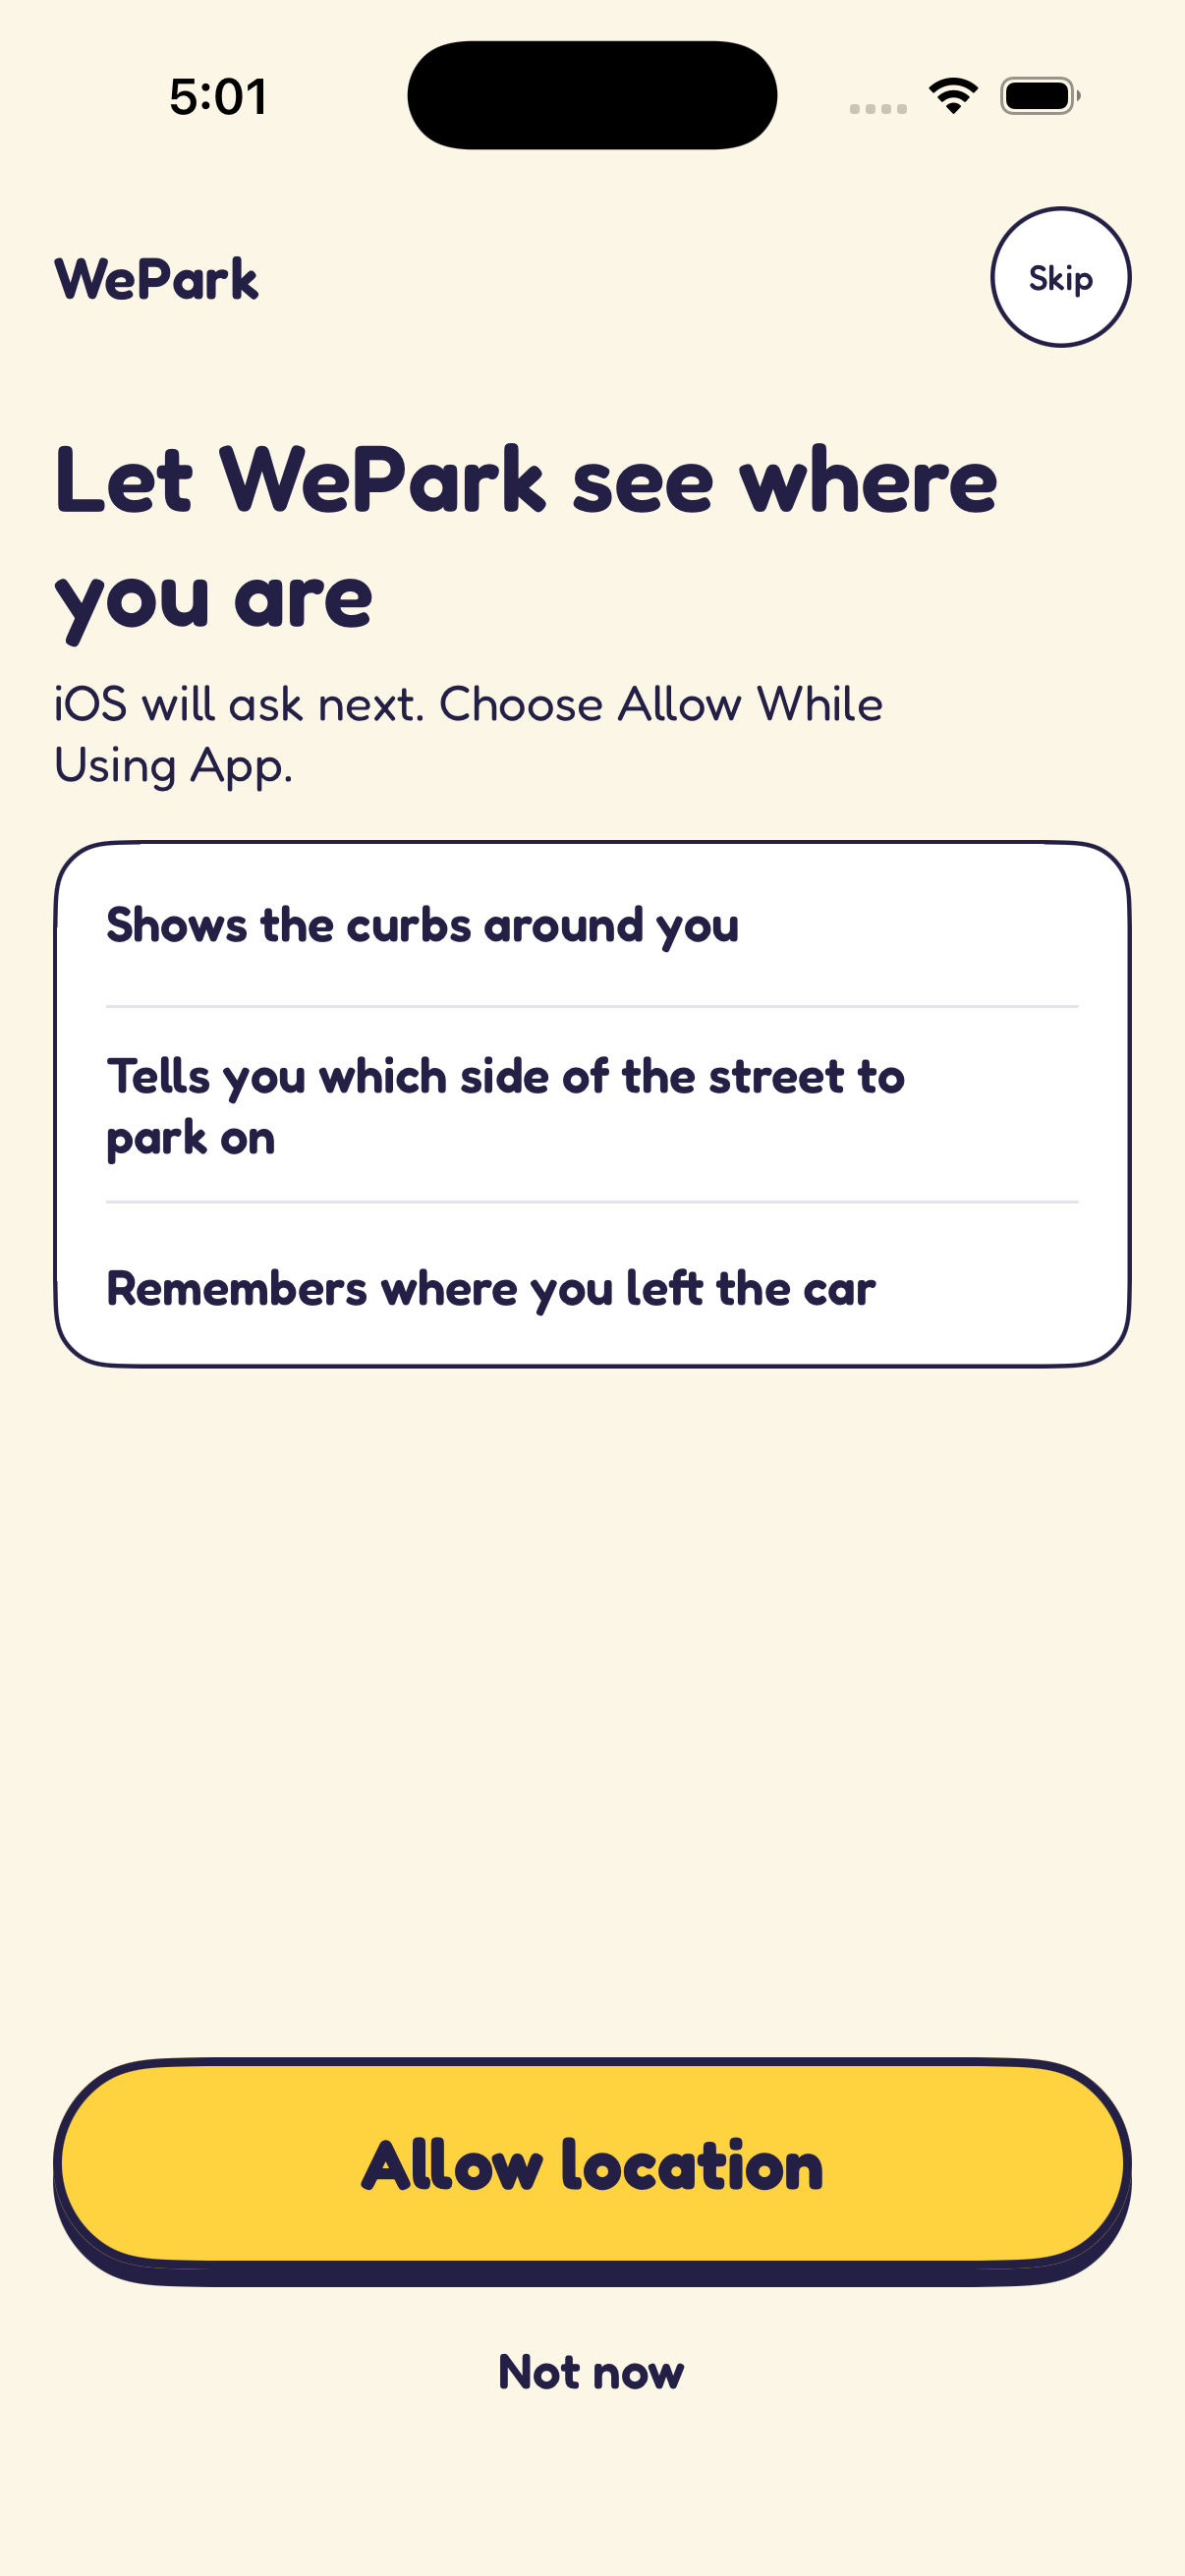 5:01
WePark
Skip
Let WePark see where
you are
iOS will ask next. Choose Allow While
Using App.
Shows the curbs around you
Tells you which side of the street to
park on
Remembers where you left the car
Allow location
Not now